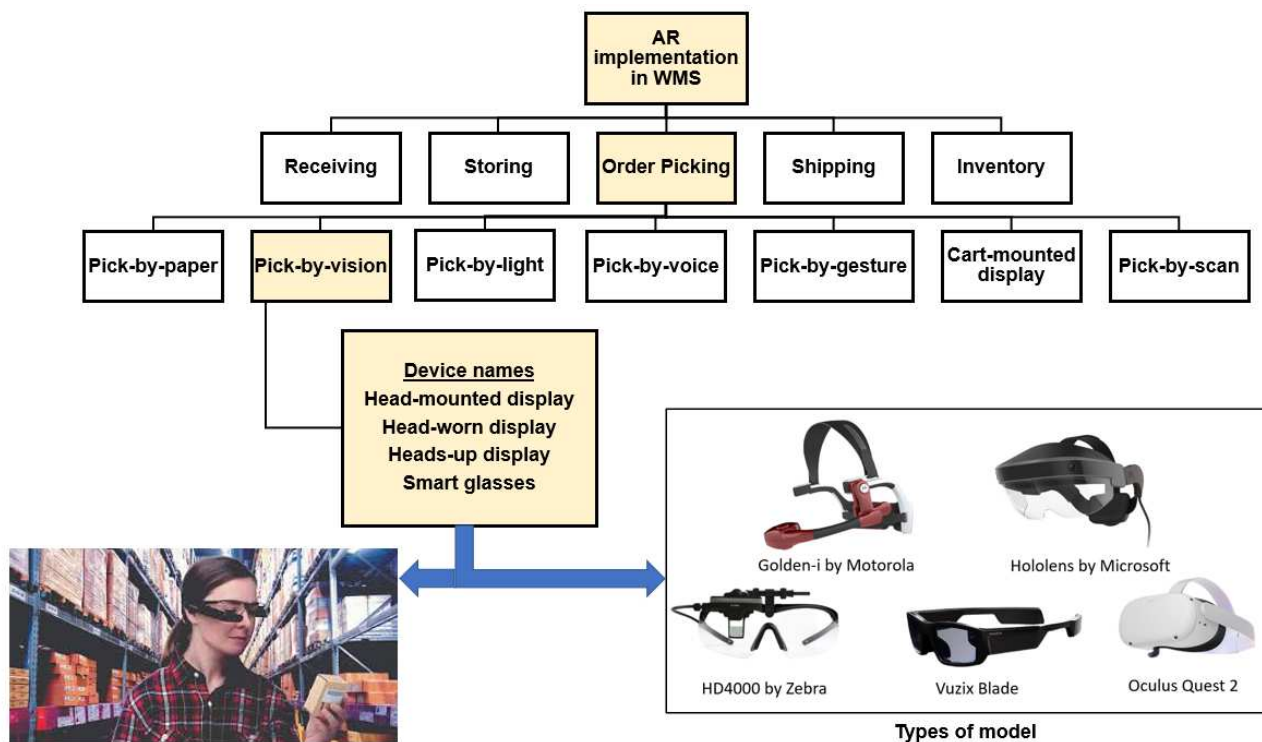 AR
implementation
in WMS
Receiving
Storing
Order Picking
Shipping
Inventory
Pick-by-paper
Pick-by-vision
Pick-by-light
Pick-by-voice
Pick-by-gesture
Cart-mounted
display
Pick-by-scan
Device names
Head-mounted display
Head-worn display
Heads-up display
Smart glasses
Golden-i by Motorola
Hololens by Microsoft
HD4000 by Zebra
Vuzix Blade
Oculus Quest 2
Types of model